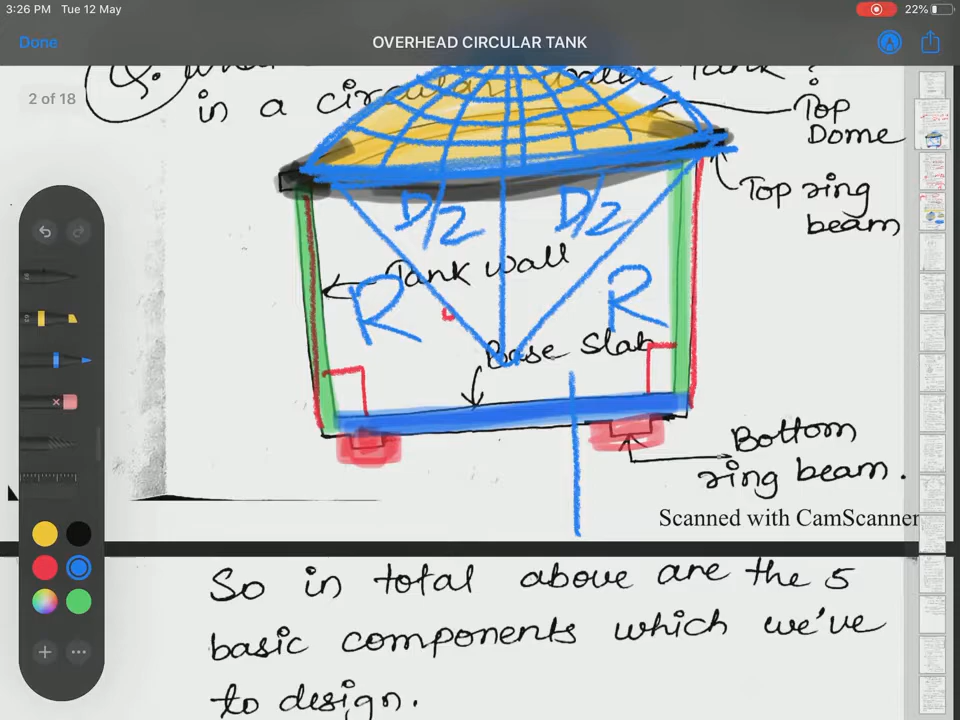 3:26 PM Tue 12 May
22%
Done
OVERHEAD CIRCULAR TANK
2 of 18
Q.
Tank ?
in a circular
Top
Dome
Top ring
beam
D/2
D/2
Tank wall
R
R
Base Slab
Bottom
ring beam.
Scanned with CamScanner
So in total above are the 5
basic components which we've
to design.